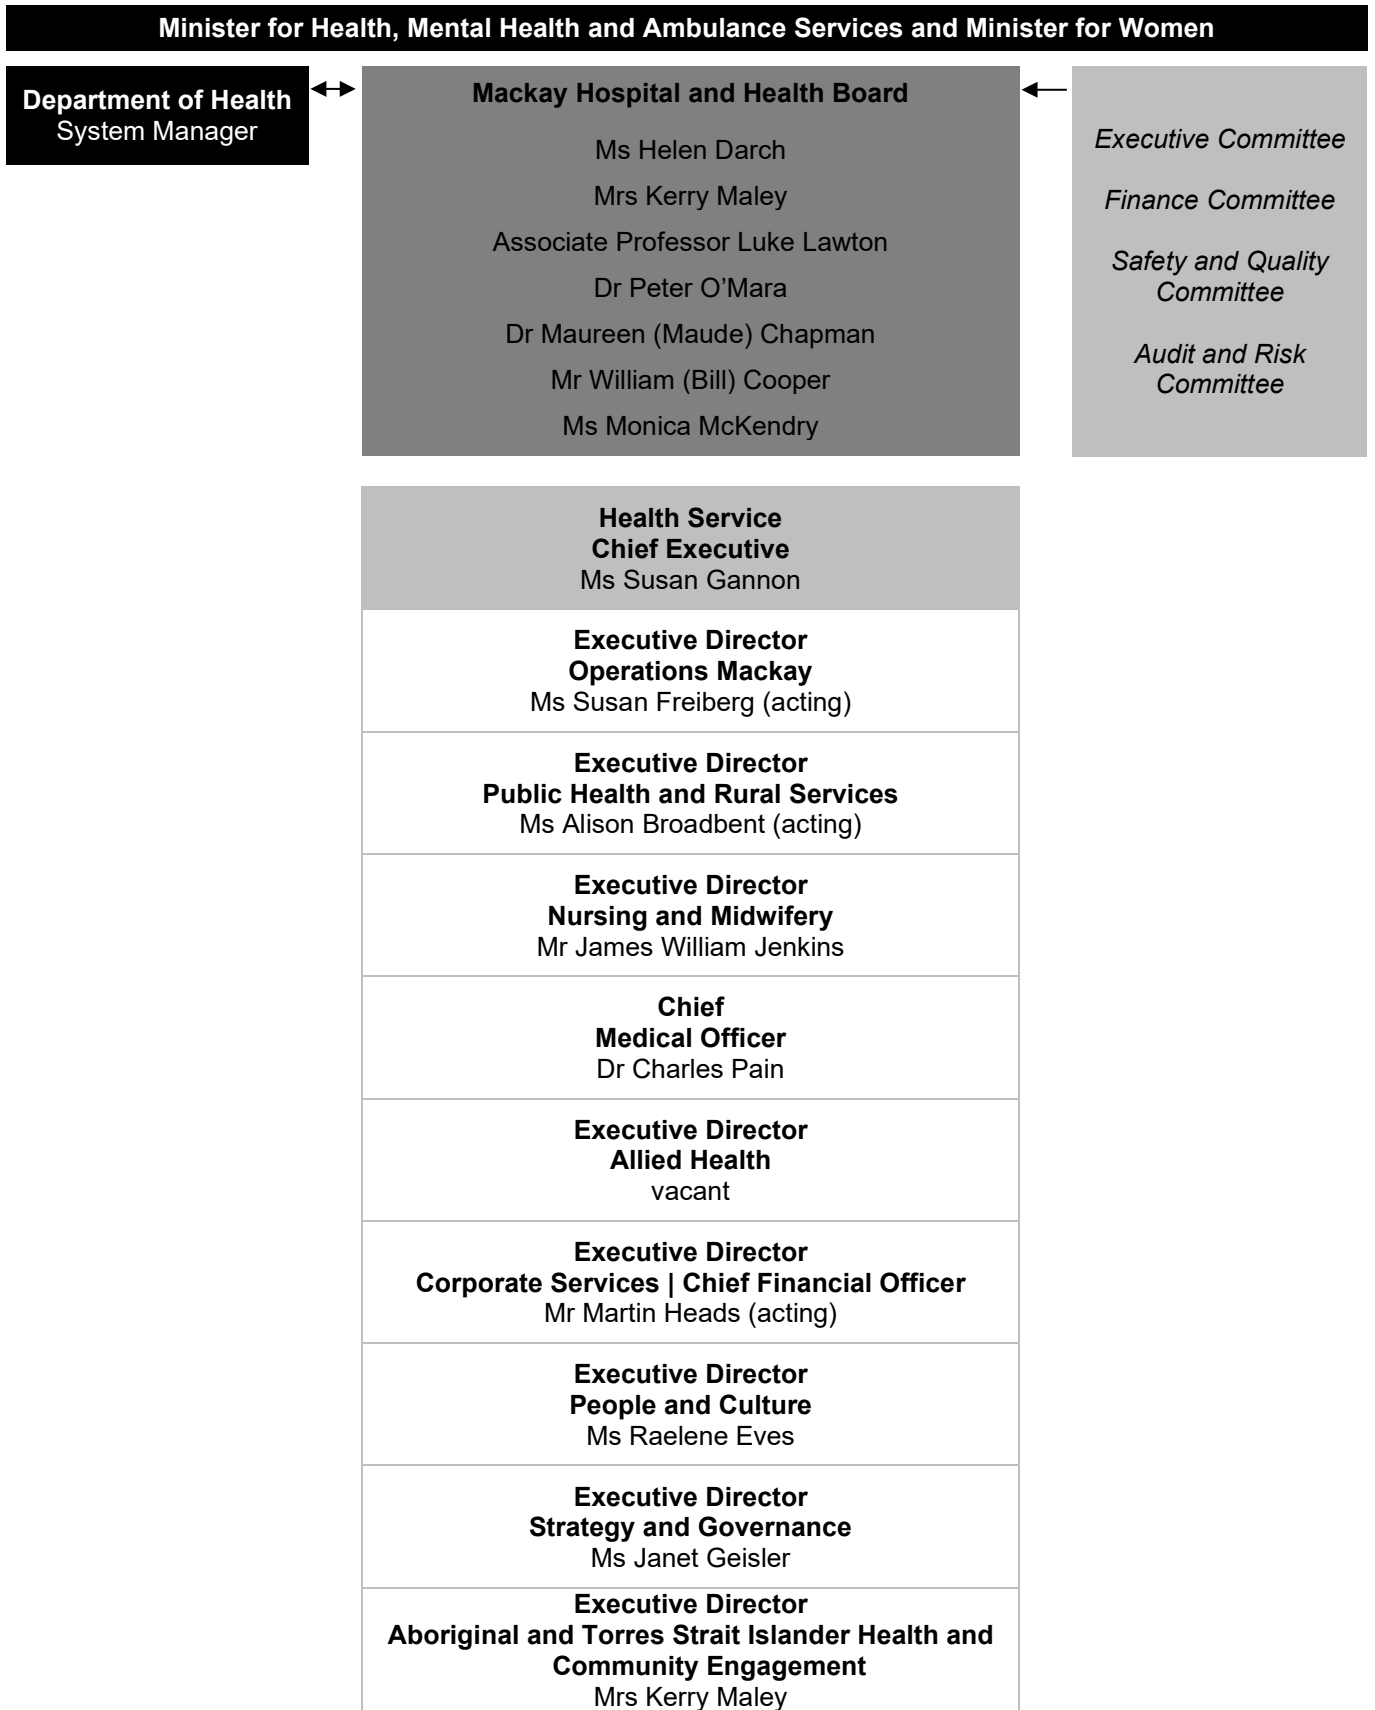 Minister for Health, Mental Health and Ambulance Services and Minister for Women
Department of Health
System Manager
Mackay Hospital and Health Board
Ms Helen Darch
Mrs Kerry Maley
Associate Professor Luke Lawton
Dr Peter O’Mara
Dr Maureen (Maude) Chapman
Mr William (Bill) Cooper
Ms Monica McKendry
Executive Committee
Finance Committee
Safety and Quality
Committee
Audit and Risk
Committee
Health Service
Chief Executive
Ms Susan Gannon
Executive Director
Operations Mackay
Ms Susan Freiberg (acting)
Executive Director
Public Health and Rural Services
Ms Alison Broadbent (acting)
Executive Director
Nursing and Midwifery
Mr James William Jenkins
Chief
Medical Officer
Dr Charles Pain
Executive Director
Allied Health
vacant
Executive Director
Corporate Services | Chief Financial Officer
Mr Martin Heads (acting)
Executive Director
People and Culture
Ms Raelene Eves
Executive Director
Strategy and Governance
Ms Janet Geisler
Executive Director
Aboriginal and Torres Strait Islander Health and
Community Engagement
Mrs Kerry Maley